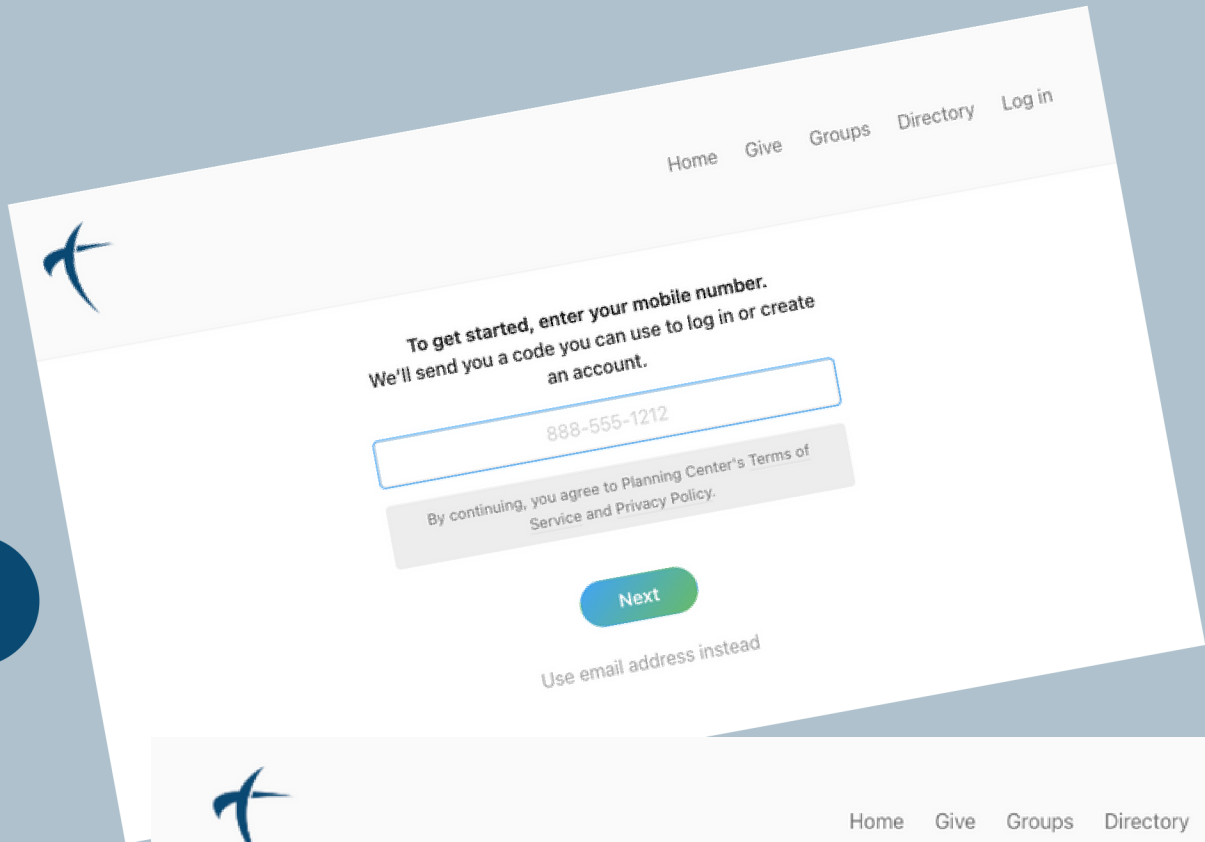 Home Give Groups Directory Log in
To get started, enter your mobile number.
We'll send you a code you can use to log in or create
an account.
888-555-1212
By continuing, you agree to Planning Center's Terms of
Service and Privacy Policy.
Next
Use email address instead
Home Give Groups Directory